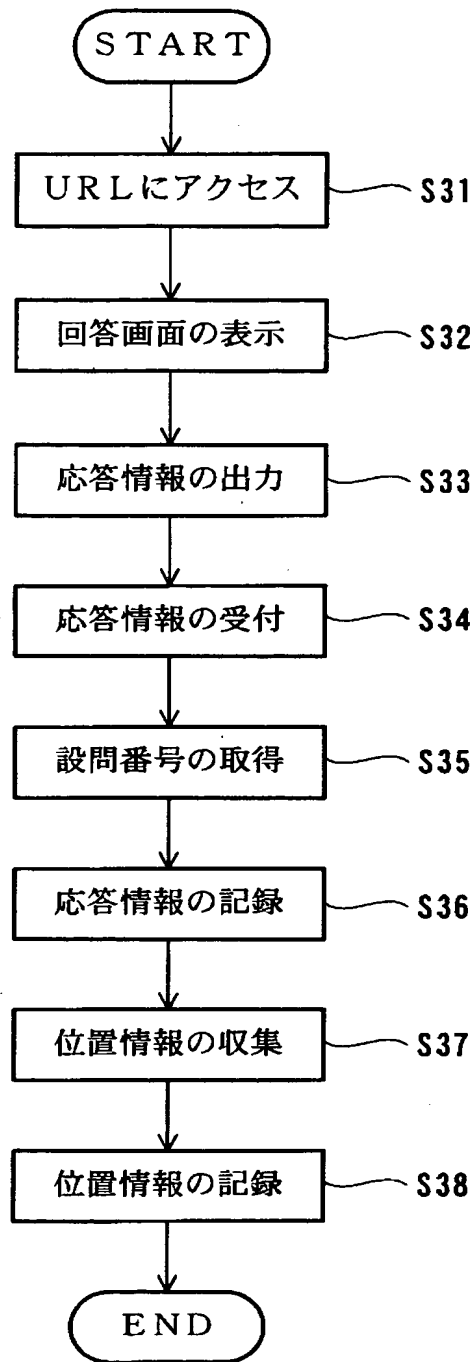 START
URLにアクセス S31
回答画面の表示 S32
応答情報の出力 S33
応答情報の受付 S34
設問番号の取得 S35
応答情報の記録 S36
位置情報の収集 S37
位置情報の記録 S38
END